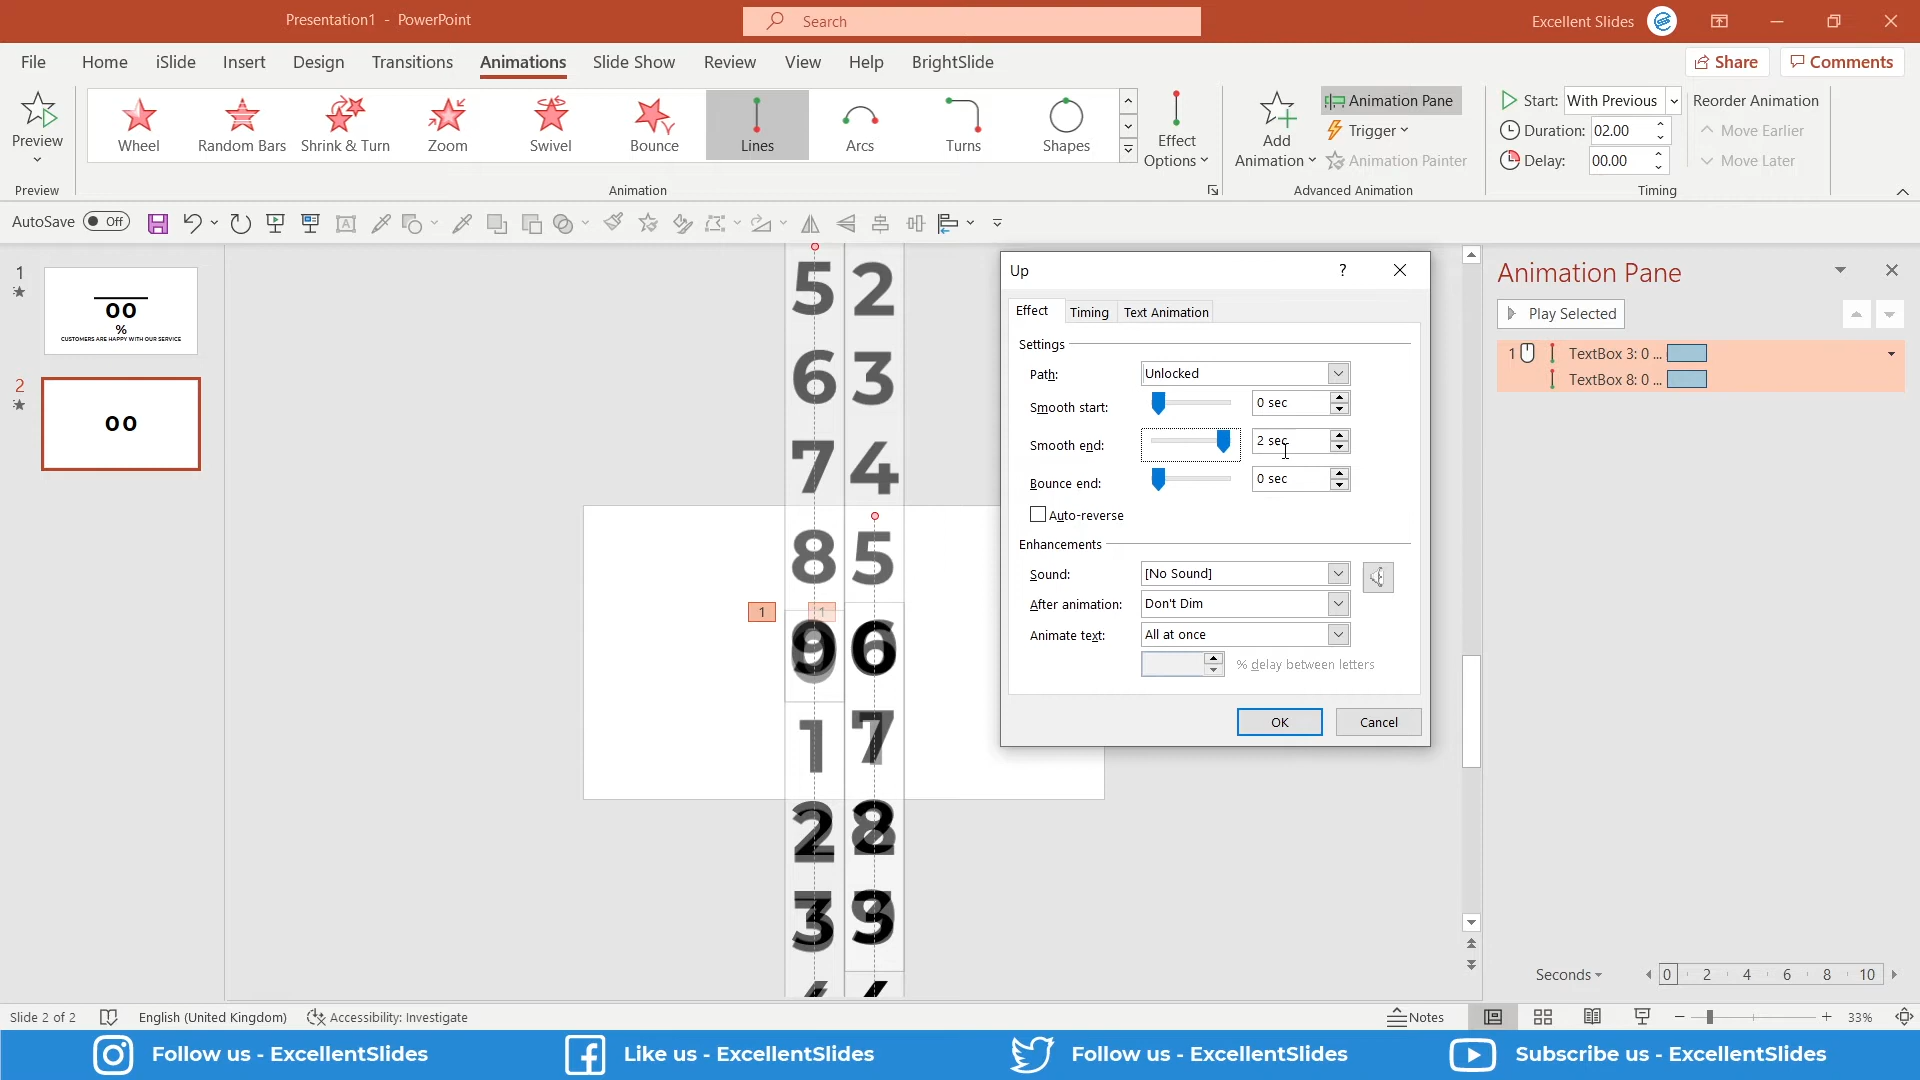 Presentation1 - PowerPoint
Search
Excellent Slides
File Home iSlide Insert Design Transitions Animations Slide Show Review View Help BrightSlide
Share
Comments
Preview
Wheel
Random Bars
Shrink & Turn
Zoom
Swivel
Bounce
Lines
Arcs
Turns
Shapes
Effect
Options
Add
Animation
Animation Pane
Trigger
Animation Painter
Start: With Previous
Duration: 02.00
Delay: 00.00
Reorder Animation
Move Earlier
Move Later
Preview
Animation
Advanced Animation
Timing
AutoSave Off
1
00
%
CUSTOMERS ARE HAPPY WITH OUR SERVICE
2
00
5 2
6 3
7 4
8 5
1 1
9 6
1 7
2 8
3 9
Up
?
Effect
Timing
Text Animation
Settings
Path: Unlocked
Smooth start: 0 sec
Smooth end: 2 sec
Bounce end: 0 sec
Auto-reverse
Enhancements
Sound: [No Sound]
After animation: Don't Dim
Animate text: All at once
% delay between letters
OK
Cancel
Animation Pane
Play Selected
1 TextBox 3: 0 ...
TextBox 8: 0 ...
Seconds 0 2 4 6 8 10
Slide 2 of 2
English (United Kingdom)
Accessibility: Investigate
Notes
33%
Follow us - ExcellentSlides
Like us - ExcellentSlides
Follow us - ExcellentSlides
Subscribe us - ExcellentSlides